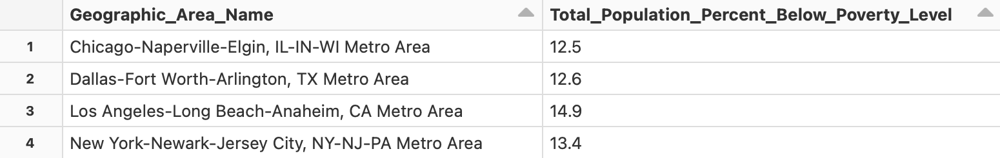 Geographic_Area_Name Total_Population_Percent_Below_Poverty_Level
1 Chicago-Naperville-Elgin, IL-IN-WI Metro Area 12.5
2 Dallas-Fort Worth-Arlington, TX Metro Area 12.6
3 Los Angeles-Long Beach-Anaheim, CA Metro Area 14.9
4 New York-Newark-Jersey City, NY-NJ-PA Metro Area 13.4